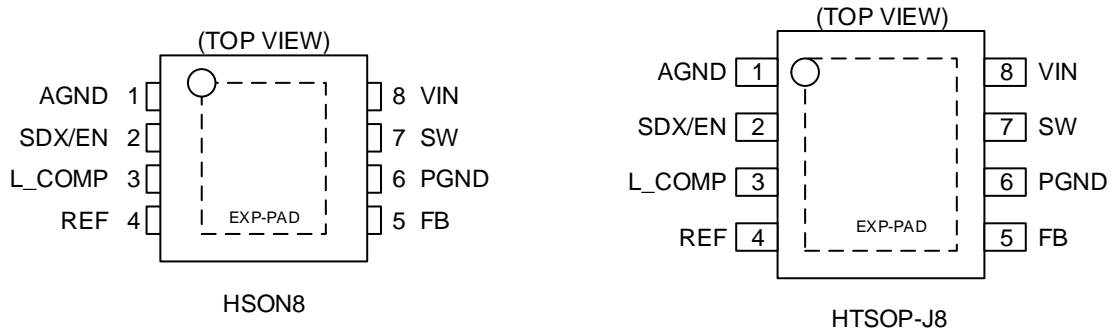 (TOP VIEW)
AGND 1
SDX/EN 2
L_COMP 3
REF 4
8 VIN
7 SW
6 PGND
5 FB
EXP-PAD
HSON8
(TOP VIEW)
AGND 1
SDX/EN 2
L_COMP 3
REF 4
8 VIN
7 SW
6 PGND
5 FB
EXP-PAD
HTSOP-J8